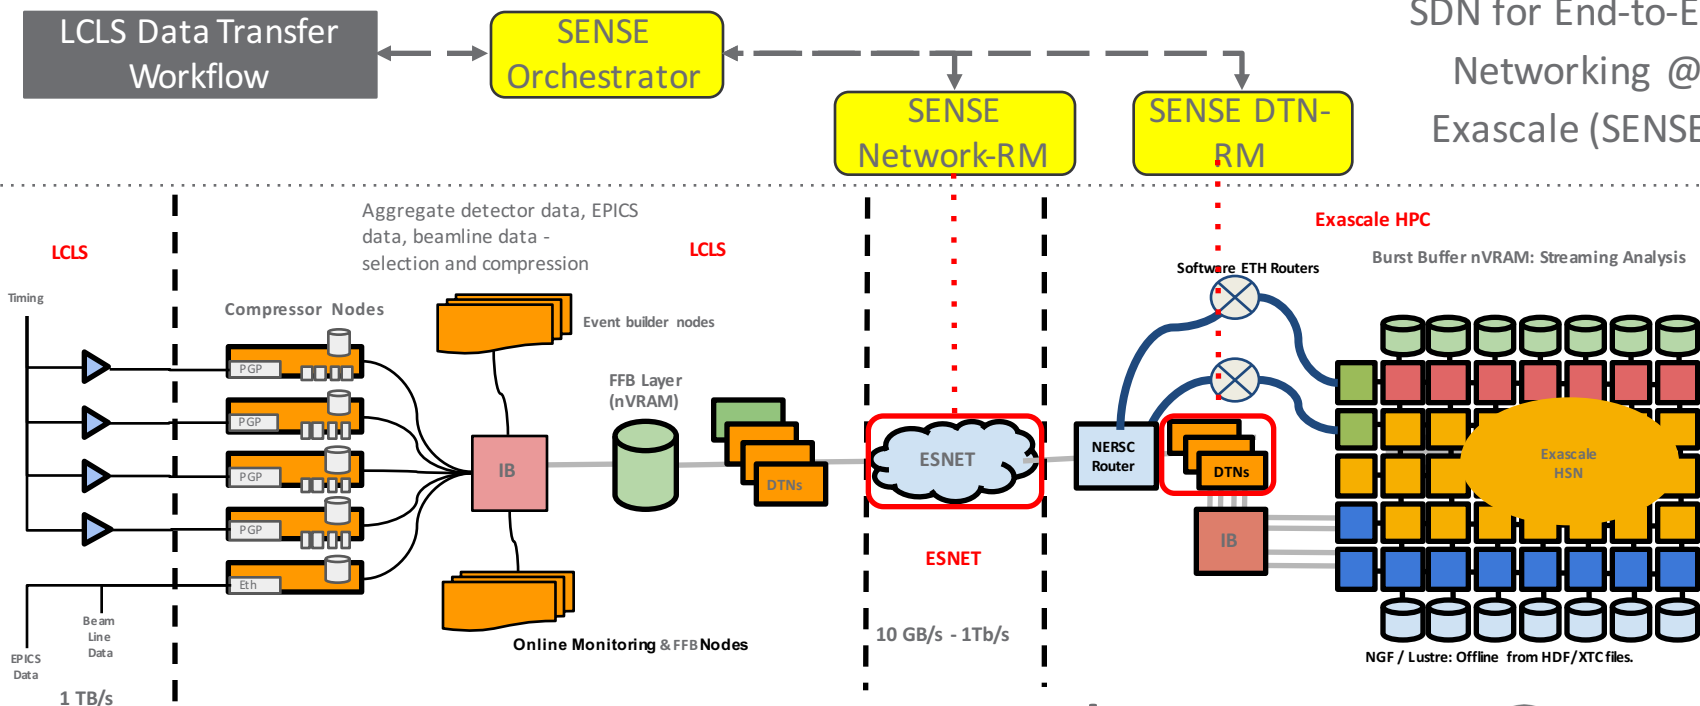 LCLS Data Transfer
Workflow
SENSE
Orchestrator
SENSE
Network-RM
SENSE DTN-
RM
SDN for End-to-E
Networking @
Exascale (SENSE
LCLS
Aggregate detector data, EPICS
data, beamline data -
selection and compression
LCLS
Exascale HPC
Software ETH Routers
Burst Buffer nVRAM: Streaming Analysis
Timing
Compressor Nodes
Event builder nodes
PGP
PGP
PGP
PGP
Eth
FFB Layer
(nVRAM)
IB
DTNs
ESNET
NERSC
Router
DTNs
Exascale
HSN
IB
ESNET
Beam
Line
Data
EPICS
Data
Online Monitoring & FFB Nodes
10 GB/s - 1Tb/s
NGF / Lustre: Offline from HDF/XTC files.
1 TB/s